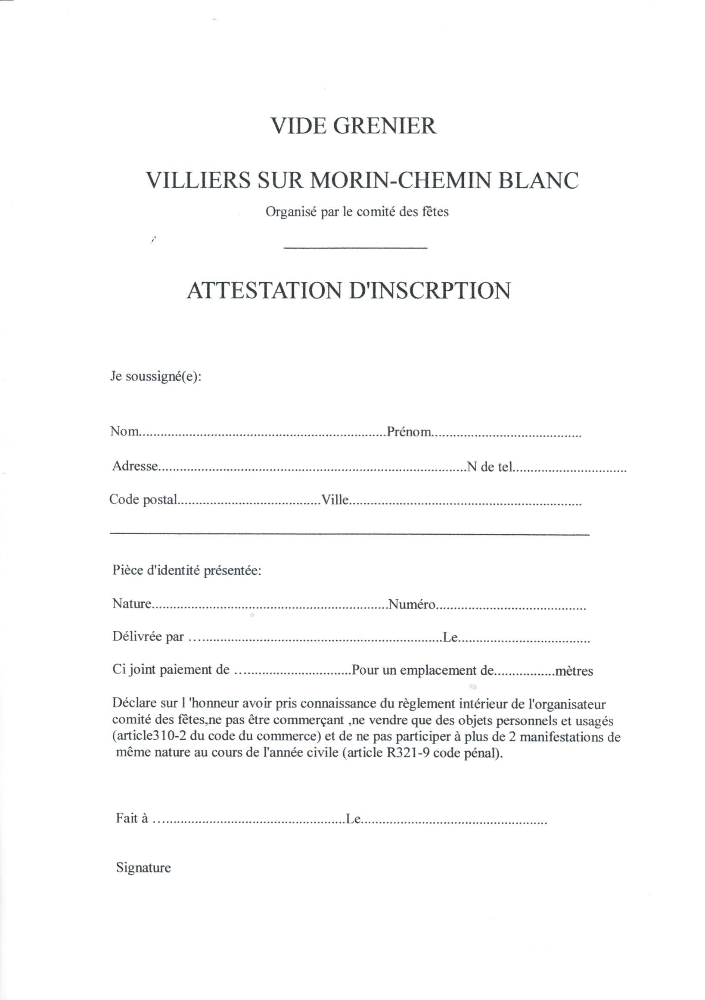 VIDE GRENIER
VILLIERS SUR MORIN-CHEMIN BLANC
Organisé par le comité des fêtes
ATTESTATION D'INSCRPTION
Je soussigné(e):
Nom.....................................................................Prénom..........................................
Adresse......................................................................................N de tel................................
Code postal........................................Ville.................................................................
Pièce d'identité présentée:
Nature..................................................................Numéro..........................................
Délivrée par .......................................................................Le.....................................
Ci joint paiement de .................................Pour un emplacement de.................mètres
Déclare sur l 'honneur avoir pris connaissance du règlement intérieur de l'organisateur
comité des fêtes,ne pas être commerçant ,ne vendre que des objets personnels et usagés
(article310-2 du code du commerce) et de ne pas participer à plus de 2 manifestations de
même nature au cours de l'année civile (article R321-9 code pénal).
Fait à ......................................................Le....................................................
Signature